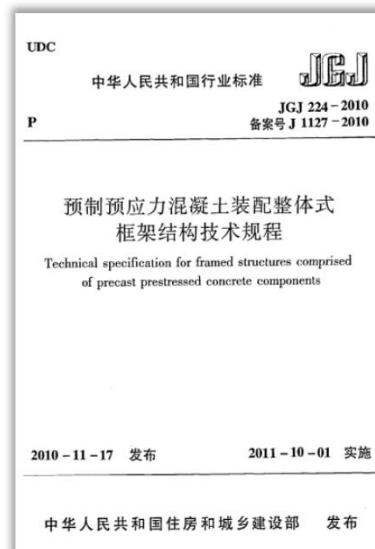 UDC
JGJ
中华人民共和国行业标准
JGJ 224-2010
P
备案号 J 1127-2010
预制预应力混凝土装配整体式
框架结构技术规程
Technical specification for framed structures comprised
of precast prestressed concrete components
2010-11-17 发布
2011-10-01 实施
中华人民共和国住房和城乡建设部 发布